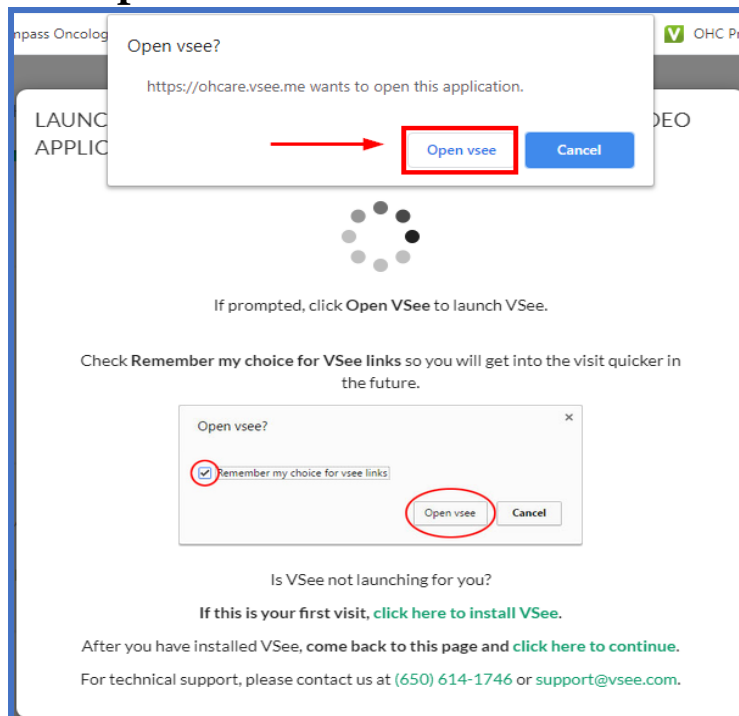 Open vsee?
https://ohcare.vsee.me wants to open this application.
Open vsee Cancel
LAUNC
APPLIC
If prompted, click Open VSee to launch VSee.
Check Remember my choice for VSee links so you will get into the visit quicker in
the future.
Open vsee? ×
Remember my choice for vsee links
Open vsee Cancel
Is VSee not launching for you?
If this is your first visit, click here to install VSee.
After you have installed VSee, come back to this page and click here to continue.
For technical support, please contact us at (650) 614-1746 or support@vsee.com.